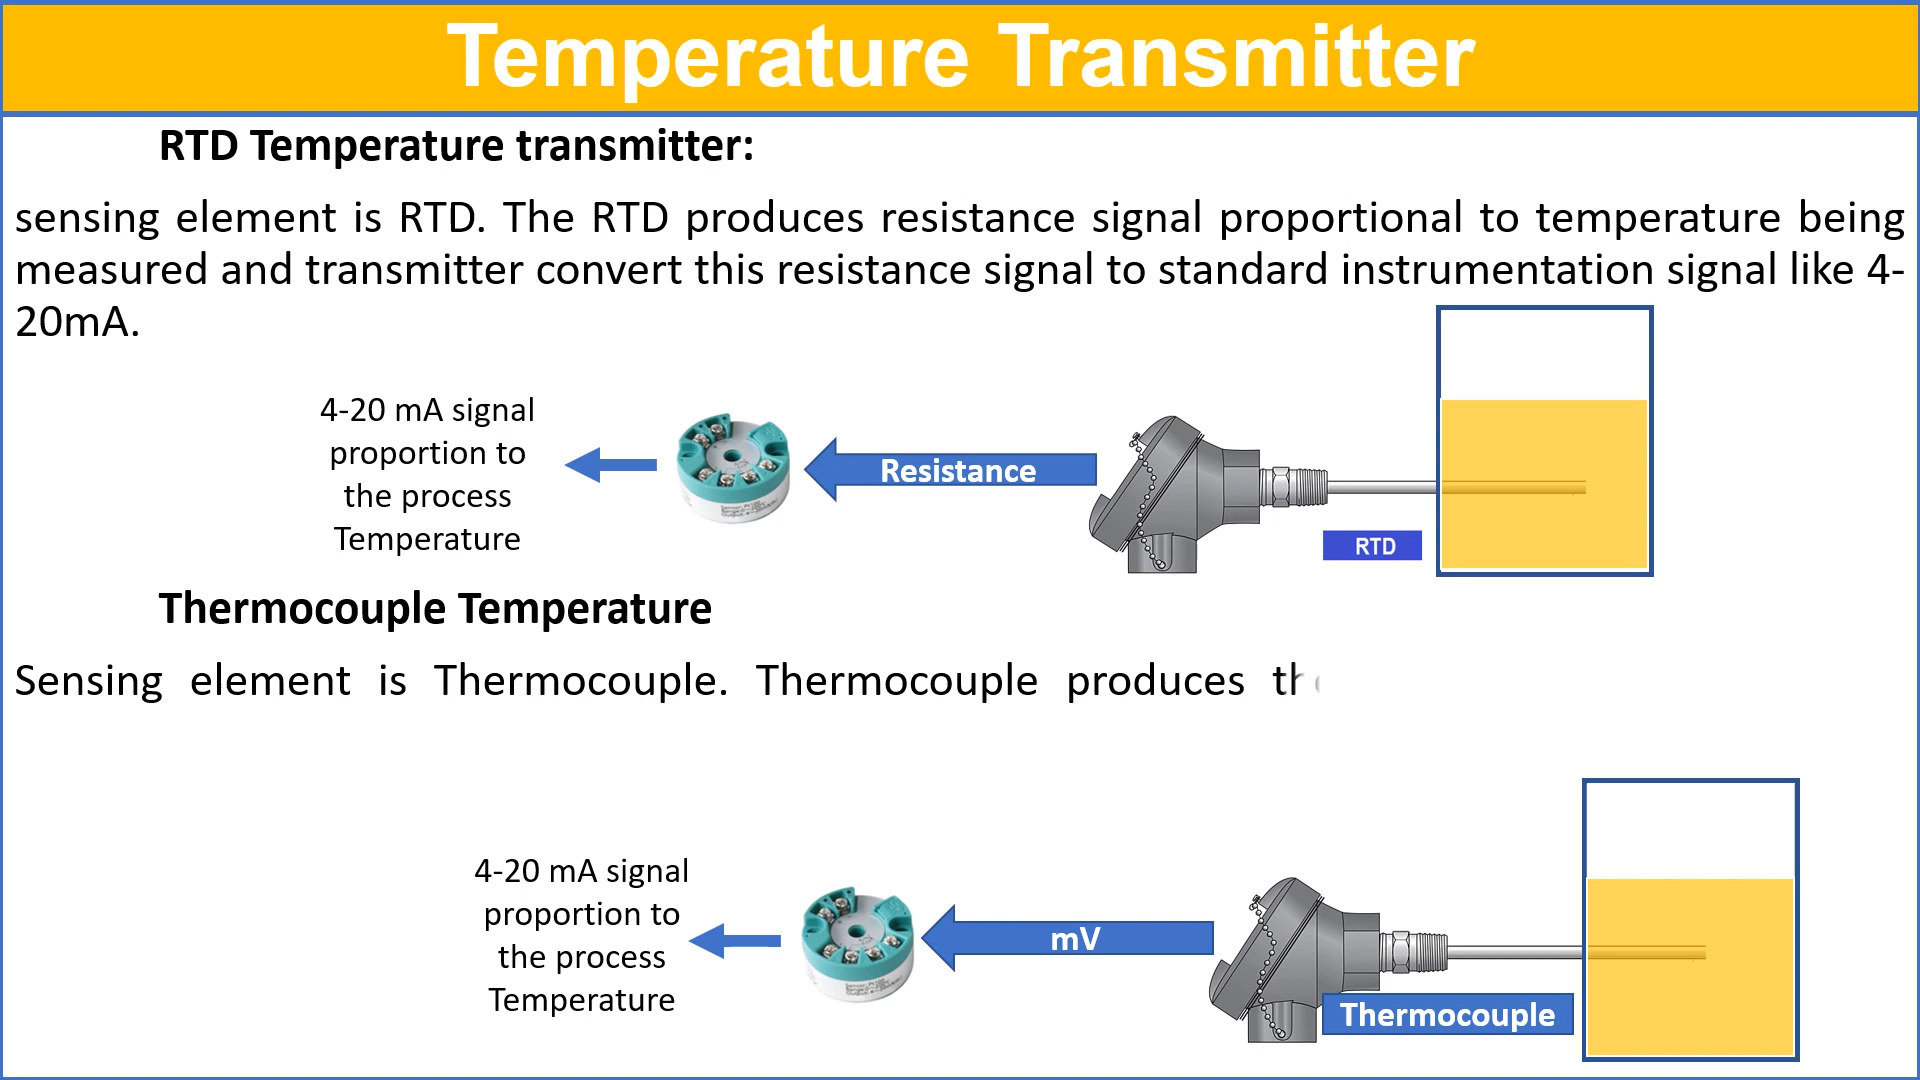 Temperature Transmitter
RTD Temperature transmitter:
sensing element is RTD. The RTD produces resistance signal proportional to temperature being
measured and transmitter convert this resistance signal to standard instrumentation signal like 4-
20mA.
4-20 mA signal
proportion to
the process
Temperature
Resistance
RTD
Thermocouple Temperature
Sensing element is Thermocouple. Thermocouple produces
4-20 mA signal
proportion to
the process
Temperature
mV
Thermocouple